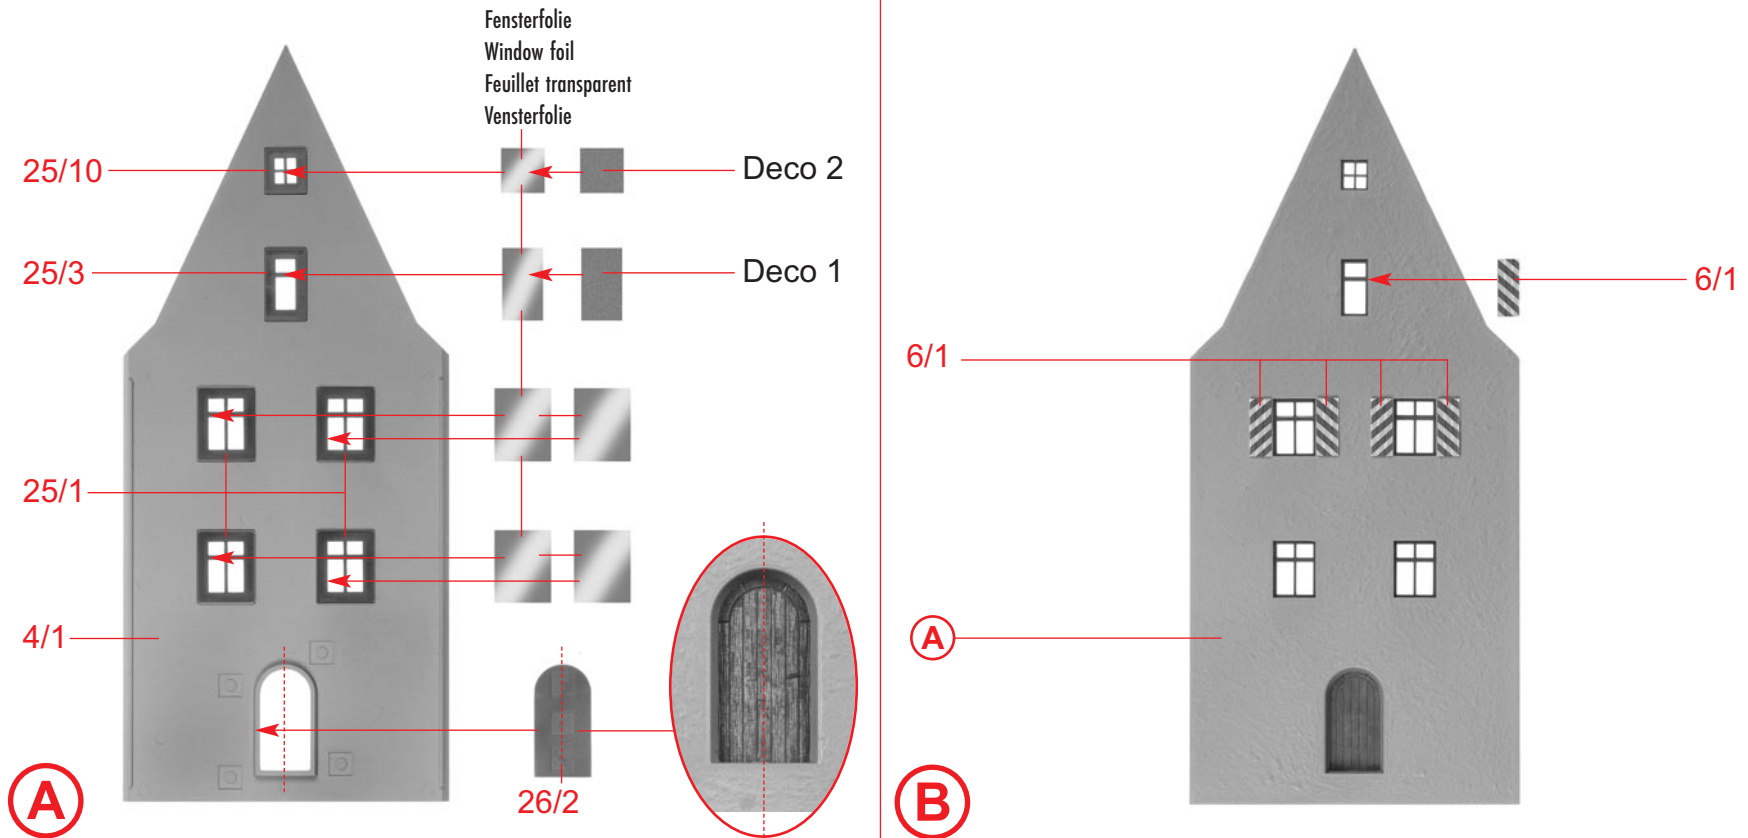 Fensterfolie
Window foil
Feuillet transparent
Vensterfolie
25/10
Deco 2
25/3
Deco 1
25/1
4/1
26/2
A
6/1
6/1
A
B